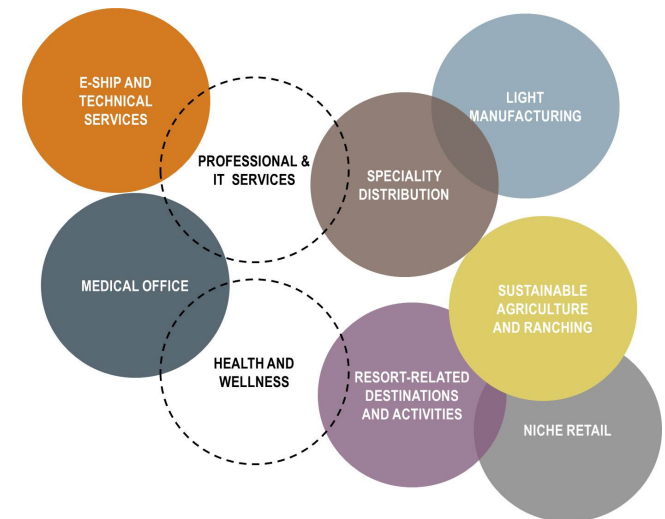 E-SHIP AND
TECHNICAL
SERVICES
LIGHT
MANUFACTURING
PROFESSIONAL &
IT SERVICES
SPECIALITY
DISTRIBUTION
MEDICAL OFFICE
SUSTAINABLE
AGRICULTURE
AND RANCHING
HEALTH AND
WELLNESS
RESORT-RELATED
DESTINATIONS
AND ACTIVITIES
NICHE RETAIL